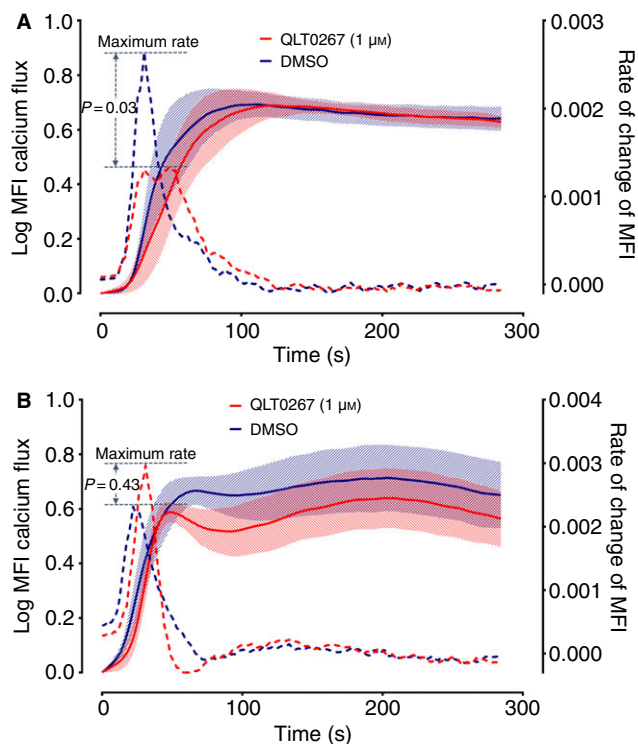 A
Maximum rate
QLT0267 (1 μM)
DMSO
P = 0.03
Log MFI calcium flux
1.0
0.8
0.6
0.4
0.2
0.0
Rate of change of MFI
0.003
0.002
0.001
0.000
0
100
200
300
Time (s)
B
Maximum rate
QLT0267 (1 μM)
DMSO
P = 0.43
Log MFI calcium flux
1.0
0.8
0.6
0.4
0.2
0.0
Rate of change of MFI
0.004
0.003
0.002
0.001
0.000
0
100
200
300
Time (s)